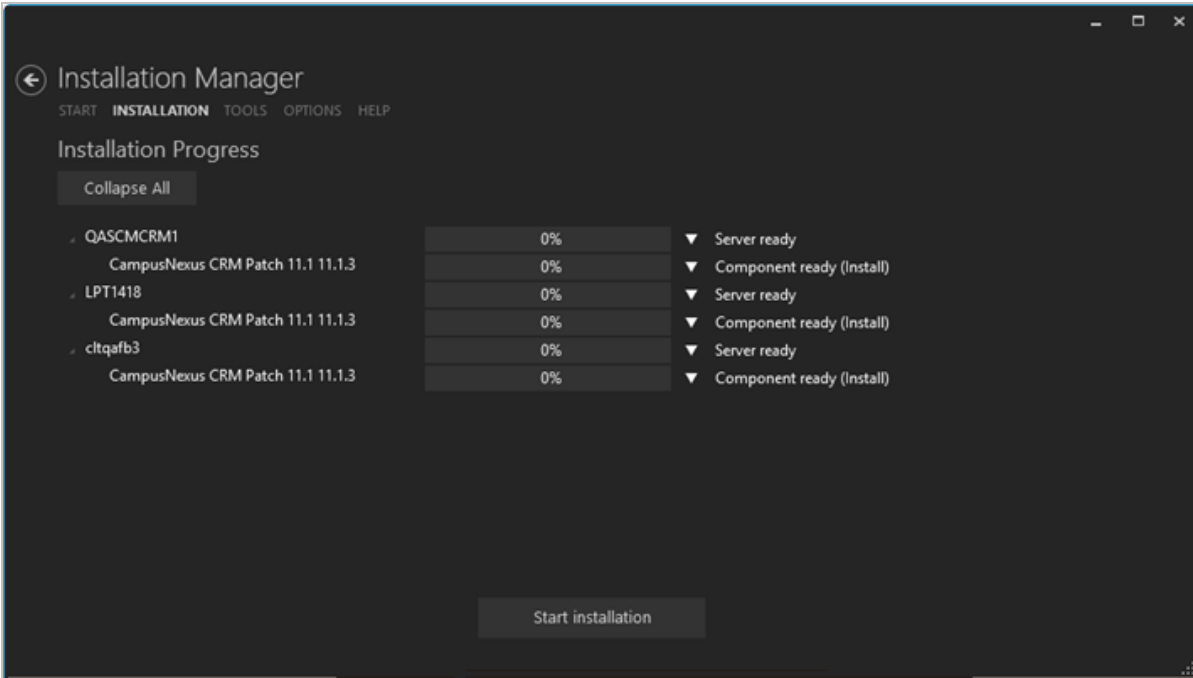 Installation Manager
START INSTALLATION TOOLS OPTIONS HELP
Installation Progress
Collapse All
QASCMCRM1 0% Server ready
CampusNexus CRM Patch 11.1 11.1.3 0% Component ready (Install)
LPT1418 0% Server ready
CampusNexus CRM Patch 11.1 11.1.3 0% Component ready (Install)
cltqafb3 0% Server ready
CampusNexus CRM Patch 11.1 11.1.3 0% Component ready (Install)
Start installation